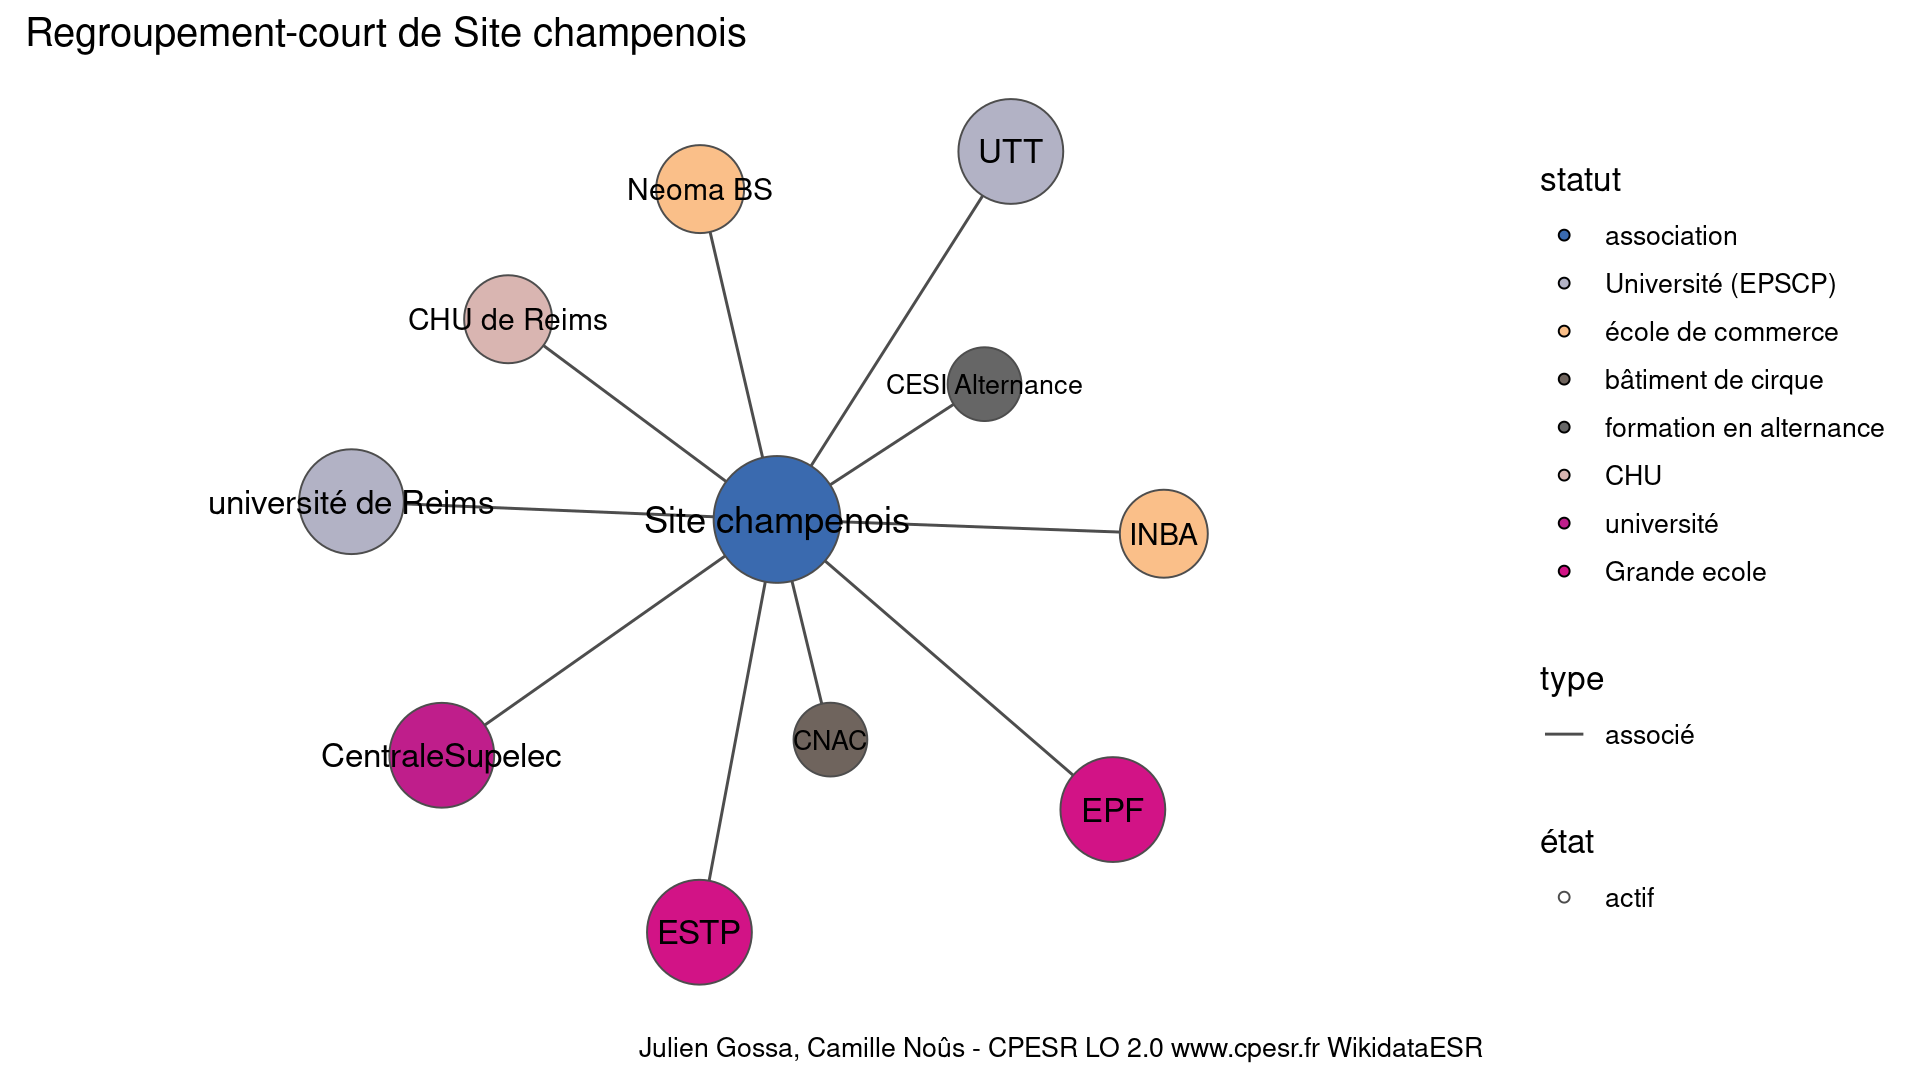 Regroupement-court de Site champenois
UTT
Neoma BS
CHU de Reims
CESI Alternance
université de Reims
Site champenois
INBA
CentraleSupelec
CNAC
EPF
ESTP
statut
association
Université (EPSCP)
école de commerce
bâtiment de cirque
formation en alternance
CHU
université
Grande ecole
type
associé
état
actif
Julien Gossa, Camille Noûs - CPESR LO 2.0 www.cpesr.fr WikidataESR